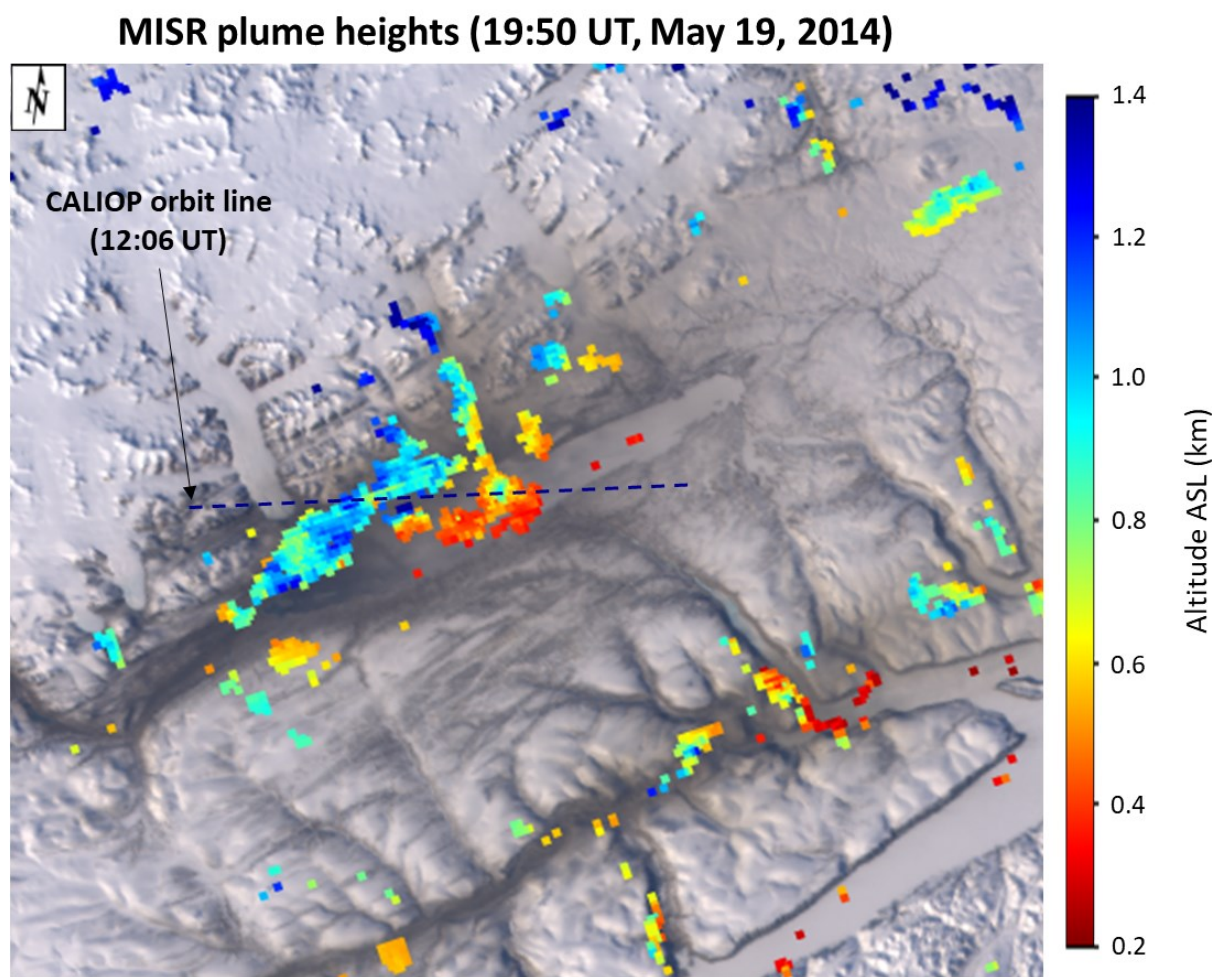 MISR plume heights (19:50 UT, May 19, 2014)
N
CALIOP orbit line
(12:06 UT)
1.4
1.2
1.0
0.8
0.6
0.4
0.2
Altitude ASL (km)